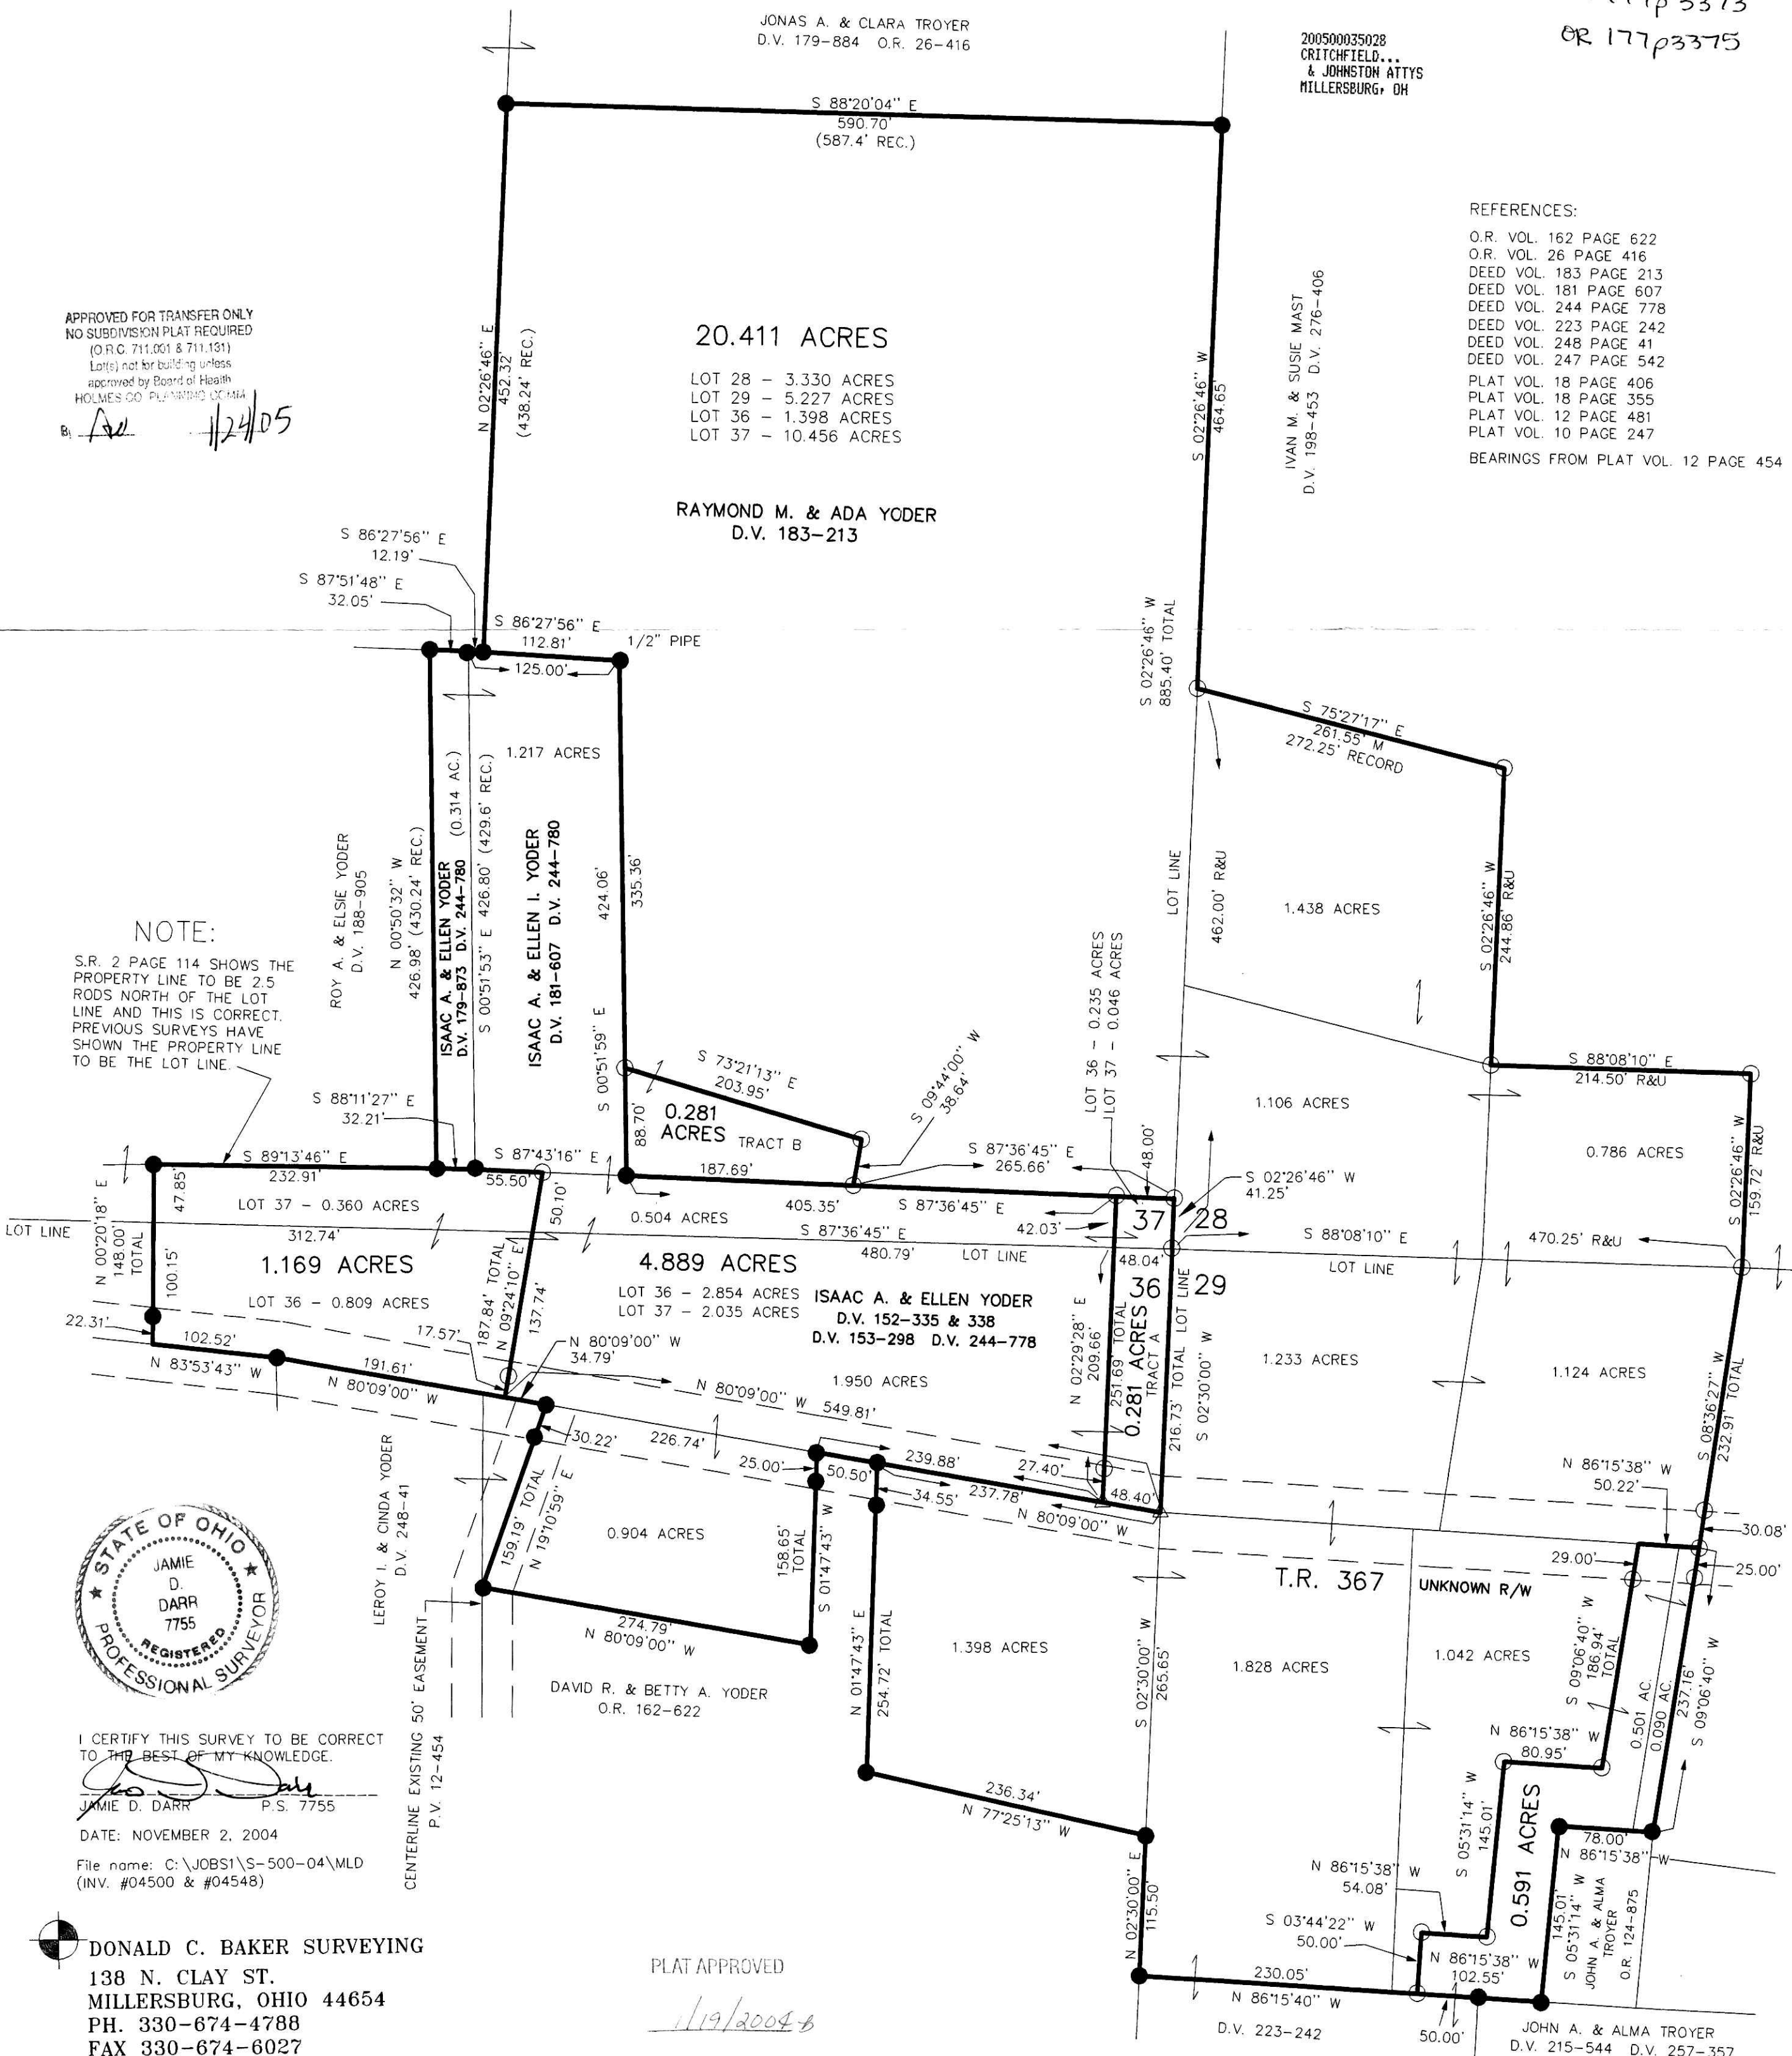 JONAS A. & CLARA TROYER
D.V. 179-884 O.R. 26-416
200500035028
CRITCHFIELD...
& JOHNSTON ATTYS
MILLERSBURG, OH
OR 177p3375
S 88°20'04'' E
590.70'
(587.4' REC.)
REFERENCES:
O.R. VOL. 162 PAGE 622
O.R. VOL. 26 PAGE 416
DEED VOL. 183 PAGE 213
DEED VOL. 181 PAGE 607
DEED VOL. 244 PAGE 778
DEED VOL. 223 PAGE 242
DEED VOL. 248 PAGE 41
DEED VOL. 247 PAGE 542
PLAT VOL. 18 PAGE 406
PLAT VOL. 18 PAGE 355
PLAT VOL. 12 PAGE 481
PLAT VOL. 10 PAGE 247
BEARINGS FROM PLAT VOL. 12 PAGE 454
APPROVED FOR TRANSFER ONLY
NO SUBDIVISION PLAT REQUIRED
(O.R.C. 711.001 & 711.131)
Lot(s) not for building unless
approved by Board of Health
HOLMES CO. PLANNING COMM.
1/24/05
N 02°26'46'' E
452.32'
(438.24' REC.)
20.411 ACRES
LOT 28 - 3.330 ACRES
LOT 29 - 5.227 ACRES
LOT 36 - 1.398 ACRES
LOT 37 - 10.456 ACRES
RAYMOND M. & ADA YODER
D.V. 183-213
S 02°26'46'' W
464.65'
IVAN M. & SUSIE MAST
D.V. 198-453 D.V. 276-406
S 86°27'56'' E
12.19'
S 87°51'48'' E
32.05'
S 86°27'56'' E
112.81'
1/2" PIPE
125.00'
S 02°26'46'' W
885.40' TOTAL
S 75°27'17'' E
261.55' M
272.25' RECORD
1.217 ACRES
ROY A. & ELSIE YODER
D.V. 188-905
N 00°50'32'' W
426.98' (430.24' REC.)
ISAAC A. & ELLEN YODER
D.V. 179-873 D.V. 244-780
(0.314 AC.)
S 00°51'53'' E 426.80' (429.6' REC.)
ISAAC A. & ELLEN I. YODER
D.V. 181-607 D.V. 244-780
424.06'
335.36'
S 00°51'59'' E
LOT LINE
462.00' R&U
1.438 ACRES
S 02°26'46'' W
244.86' R&U
NOTE:
S.R. 2 PAGE 114 SHOWS THE
PROPERTY LINE TO BE 2.5
RODS NORTH OF THE LOT
LINE AND THIS IS CORRECT.
PREVIOUS SURVEYS HAVE
SHOWN THE PROPERTY LINE
TO BE THE LOT LINE.
S 73°21'13'' E
203.95'
S 09°44'00'' W
38.64'
LOT 36 - 0.235 ACRES
LOT 37 - 0.046 ACRES
S 88°08'10'' E
214.50' R&U
S 88°11'27'' E
32.21'
88.70'
0.281
ACRES TRACT B
1.106 ACRES
0.786 ACRES
S 02°26'46'' W
159.72' R&U
S 89°13'46'' E
232.91'
S 87°43'16'' E
55.50'
187.69'
S 87°36'45'' E
265.66'
48.00'
S 02°26'46'' W
41.25'
N 00°20'18'' E
148.00'
TOTAL
47.85'
LOT 37 - 0.360 ACRES
50.10'
0.504 ACRES
405.35'
S 87°36'45'' E
42.03'
37
28
LOT LINE
312.74'
S 87°36'45'' E
480.79'
LOT LINE
48.04'
S 88°08'10'' E
LOT LINE
470.25' R&U
100.15'
1.169 ACRES
LOT 36 - 0.809 ACRES
187.84' TOTAL
N 09°24'10'' E
137.74'
4.889 ACRES
LOT 36 - 2.854 ACRES
LOT 37 - 2.035 ACRES
ISAAC A. & ELLEN YODER
D.V. 152-335 & 338
D.V. 153-298 D.V. 244-778
36
29
N 02°29'28'' E
209.66'
251.69' TOTAL
0.281 ACRES
TRACT A
216.73' TOTAL LOT LINE
S 02°30'00'' W
1.233 ACRES
1.124 ACRES
S 08°36'27'' W
232.91' TOTAL
22.31'
102.52'
N 83°53'43'' W
17.57'
N 80°09'00'' W
34.79'
191.61'
N 80°09'00'' W
1.950 ACRES
N 80°09'00'' W 549.81'
30.22'
226.74'
25.00'
50.50'
239.88'
27.40'
48.40'
34.55'
237.78'
N 80°09'00'' W
N 86°15'38'' W
50.22'
30.08'
25.00'
29.00'
T.R. 367
UNKNOWN R/W
STATE OF OHIO
JAMIE
D.
DARR
7755
REGISTERED
PROFESSIONAL SURVEYOR
LEROY I. & CINDA YODER
D.V. 248-41
159.19' TOTAL
N 19°10'59'' E
0.904 ACRES
158.65'
TOTAL
S 01°47'43'' W
274.79'
N 80°09'00'' W
N 01°47'43'' E
254.72' TOTAL
1.398 ACRES
S 02°30'00'' W
265.65'
1.828 ACRES
1.042 ACRES
S 09°06'40'' W
186.94'
TOTAL
0.501 AC.
0.090 AC.
237.16'
S 09°06'40'' W
DAVID R. & BETTY A. YODER
O.R. 162-622
CENTERLINE EXISTING 50' EASEMENT
P.V. 12-454
I CERTIFY THIS SURVEY TO BE CORRECT
TO THE BEST OF MY KNOWLEDGE.
JAMIE D. DARR P.S. 7755
DATE: NOVEMBER 2, 2004
File name: C:\JOBS1\S-500-04\MLD
(INV. #04500 & #04548)
236.34'
N 77°25'13'' W
N 86°15'38'' W
80.95'
S 05°31'14'' W
145.01'
0.591 ACRES
78.00'
N 86°15'38'' W
N 86°15'38'' W
54.08'
145.01'
S 05°31'14'' W
JOHN A. & ALMA
TROYER
O.R. 124-875
N 02°30'00'' E
115.50'
S 03°44'22'' W
50.00'
N 86°15'38'' W
102.55'
230.05'
N 86°15'40'' W
50.00'
D.V. 223-242
JOHN A. & ALMA TROYER
D.V. 215-544 D.V. 257-357
DONALD C. BAKER SURVEYING
138 N. CLAY ST.
MILLERSBURG, OHIO 44654
PH. 330-674-4788
FAX 330-674-6027
PLAT APPROVED